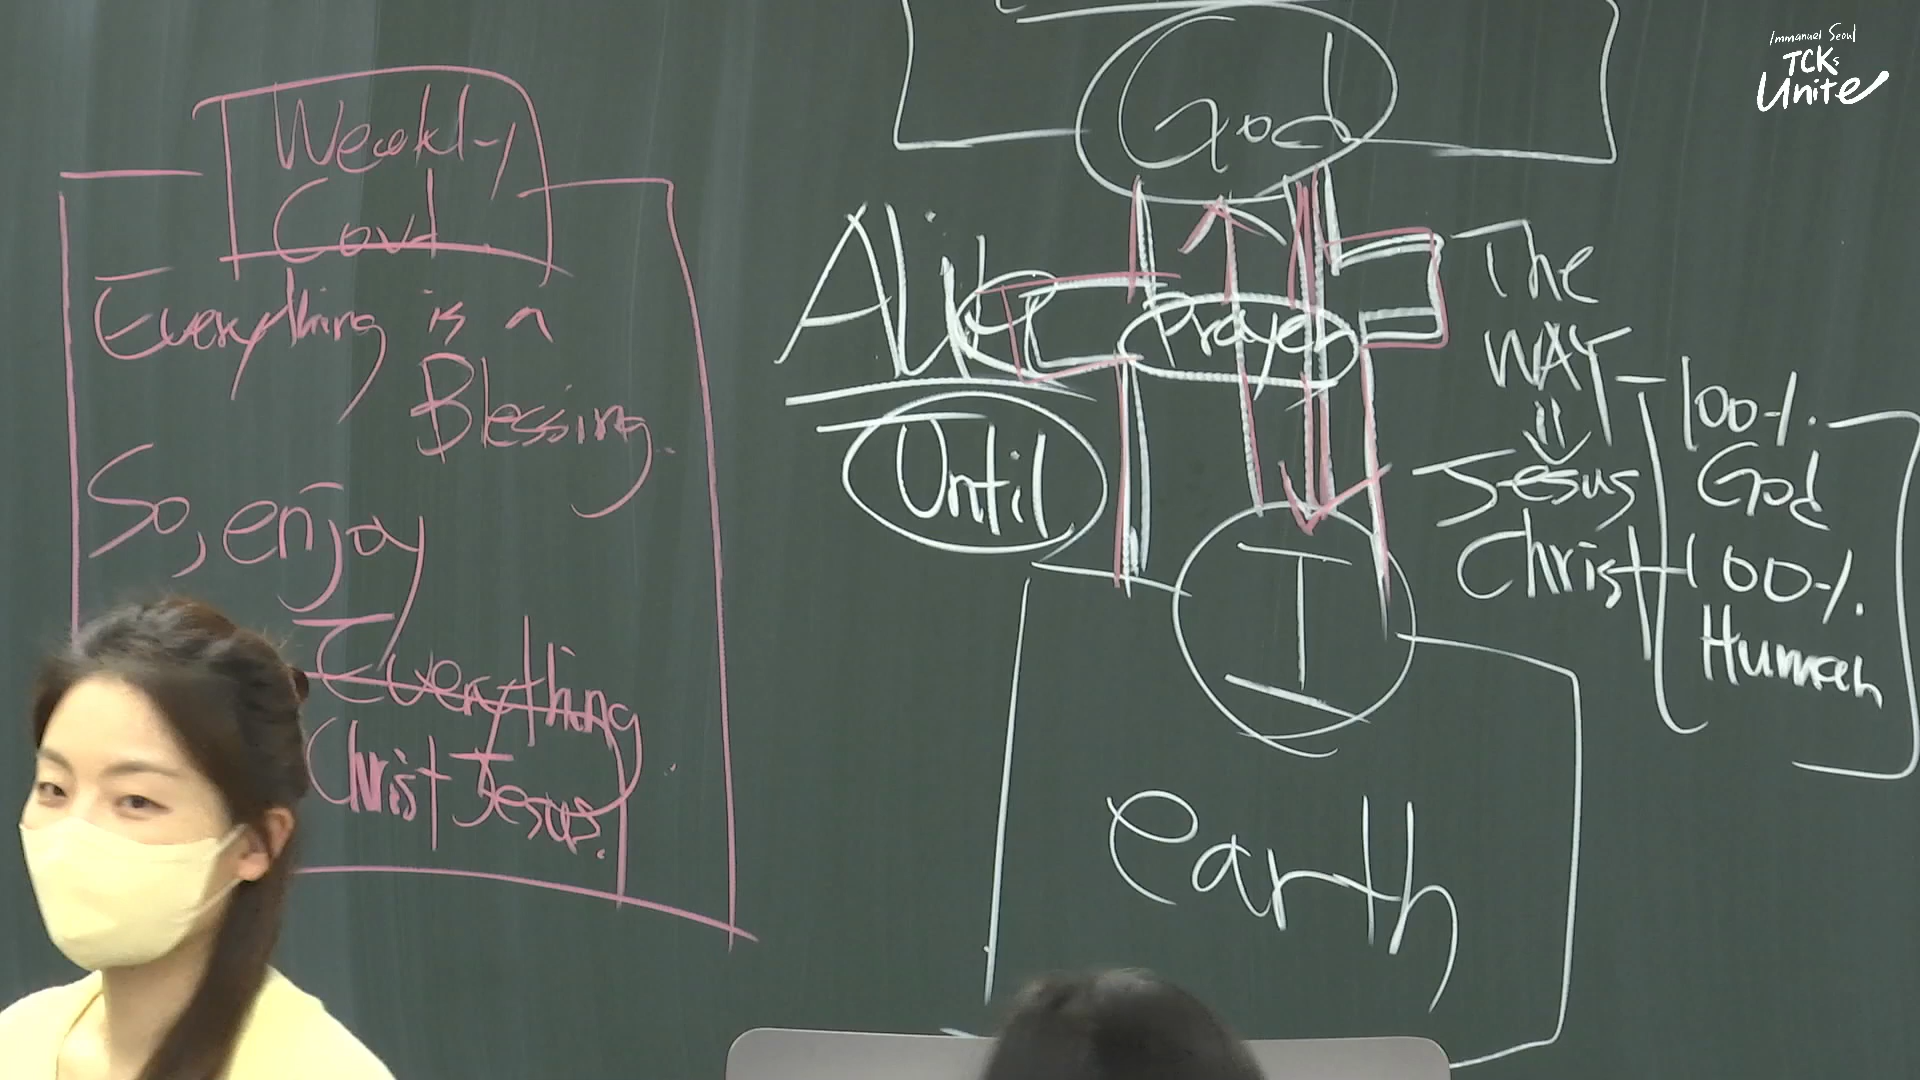 Immanuel Seoul
TCKs
Unite
Weekly
Covt
Everything is a
Blessing.
So, enjoy
Everything
Christ Jesus.
God
Alive
Prayer
Until
I
earth
The
WAY
Jesus
Christ
100%
God
100%
Human